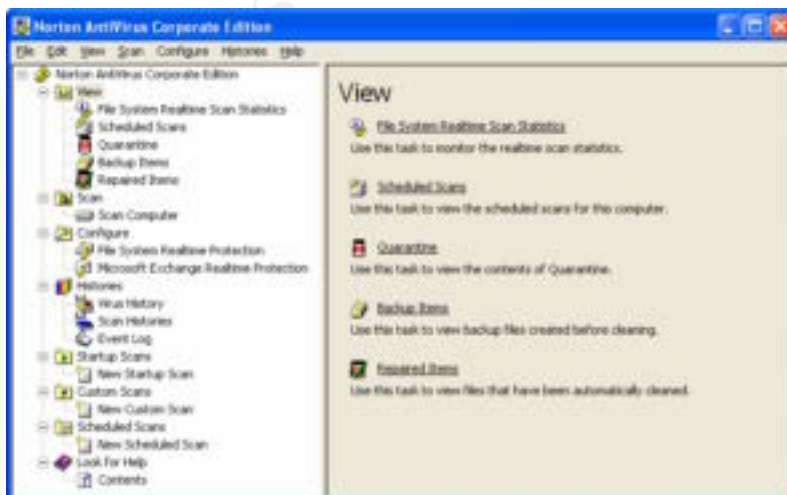 Norton AntiVirus Corporate Edition
File Edit View Scan Configure Histories Help
Norton AntiVirus Corporate Edition
View
File System Realtime Scan Statistics
Scheduled Scans
Quarantine
Backup Items
Repaired Items
Scan
Scan Computer
Configure
File System Realtime Protection
Microsoft Exchange Realtime Protection
Histories
Virus History
Scan Histories
Event Log
Startup Scans
New Startup Scan
Custom Scans
New Custom Scan
Scheduled Scans
New Scheduled Scan
Look for Help
Contents
View
File System Realtime Scan Statistics
Use this task to monitor the realtime scan statistics.
Scheduled Scans
Use this task to view the scheduled scans for this computer.
Quarantine
Use this task to view the contents of Quarantine.
Backup Items
Use this task to view backup files created before cleaning.
Repaired Items
Use this task to view files that have been automatically cleaned.